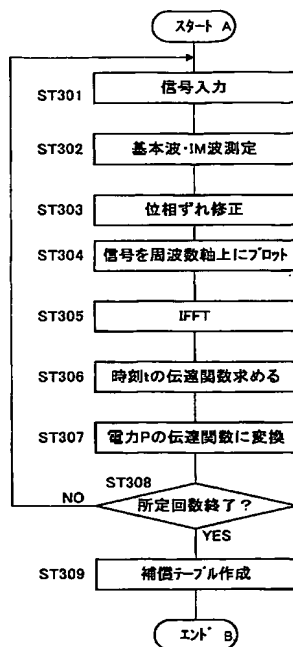 スタート A
ST301 信号入力
ST302 基本波・IM波測定
ST303 位相ずれ修正
ST304 信号を周波数軸上にプロット
ST305 IFFT
ST306 時刻tの伝達関数求める
ST307 電力Pの伝達関数に変換
ST308
NO 所定回数終了？
YES
ST309 補償テーブル作成
エンド B